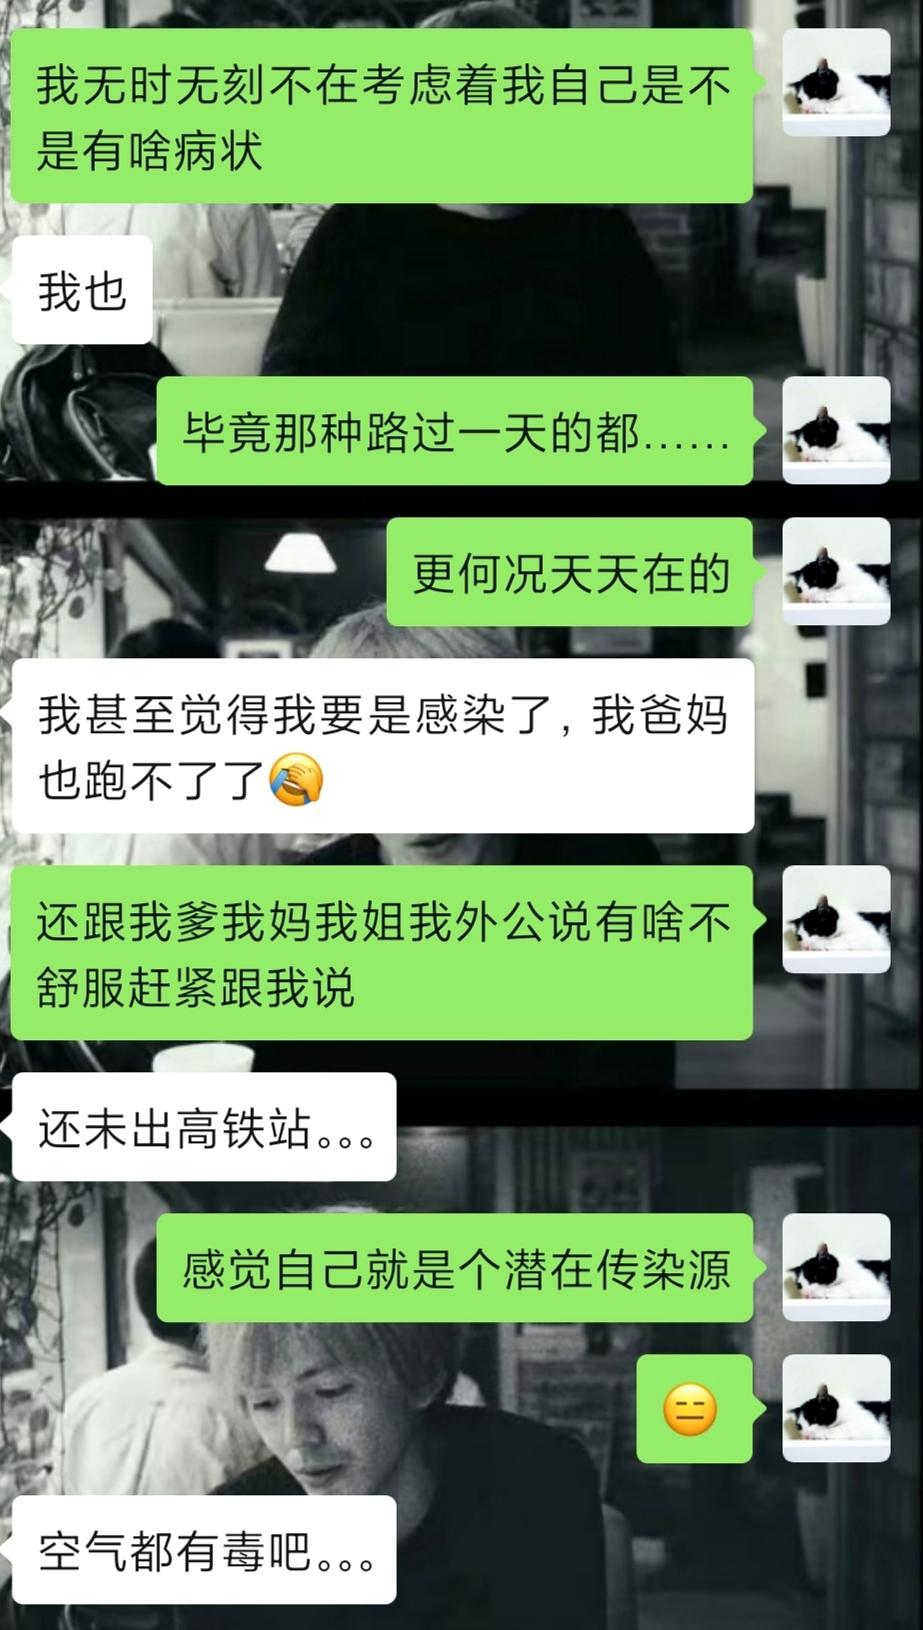 我无时无刻不在考虑着我自己是不
是有啥病状
我也
毕竟那种路过一天的都……
更何况天天在的
我甚至觉得我要是感染了，我爸妈
也跑不了了🤦
还跟我爹我妈我姐我外公说有啥不
舒服赶紧跟我说
还未出高铁站。。。
感觉自己就是个潜在传染源
😑
空气都有毒吧。。。